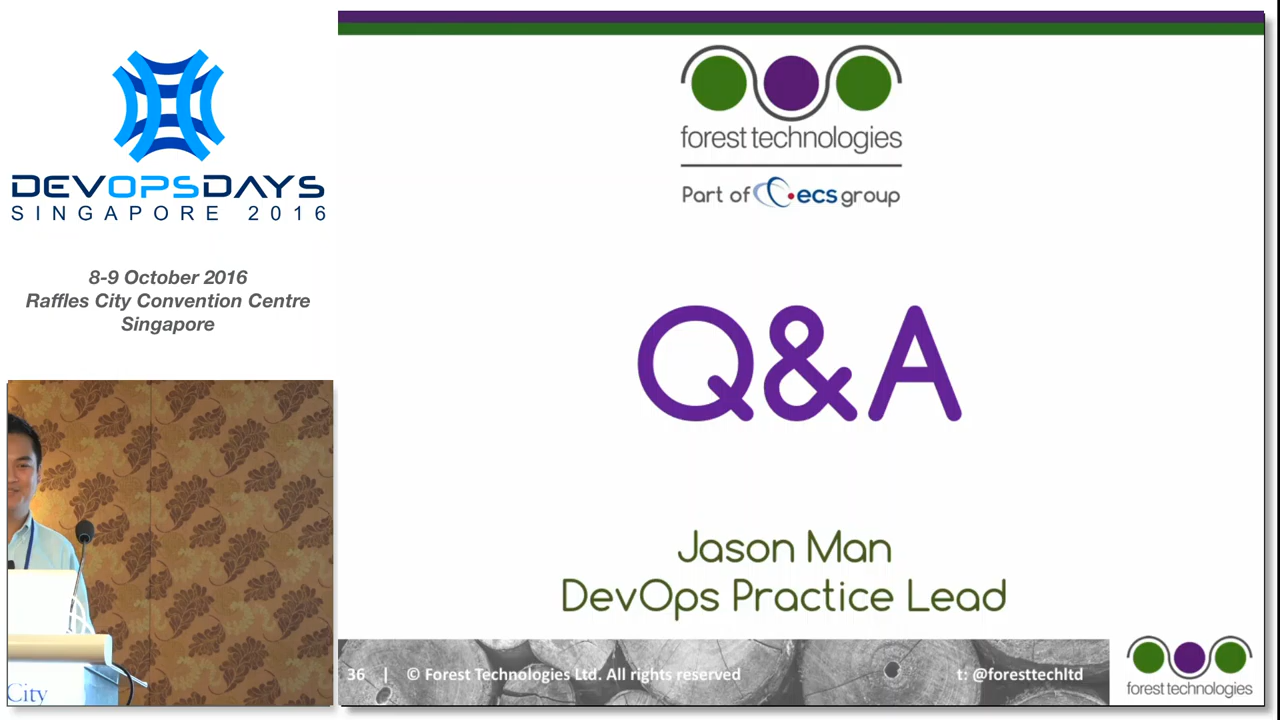 DEVOPSDAYS
SINGAPORE 2016
8-9 October 2016
Raffles City Convention Centre
Singapore
City
forest technologies
Part of ecs group
Q&A
Jason Man
DevOps Practice Lead
36 | © Forest Technologies Ltd. All rights reserved
t: @foresttechltd
forest technologies